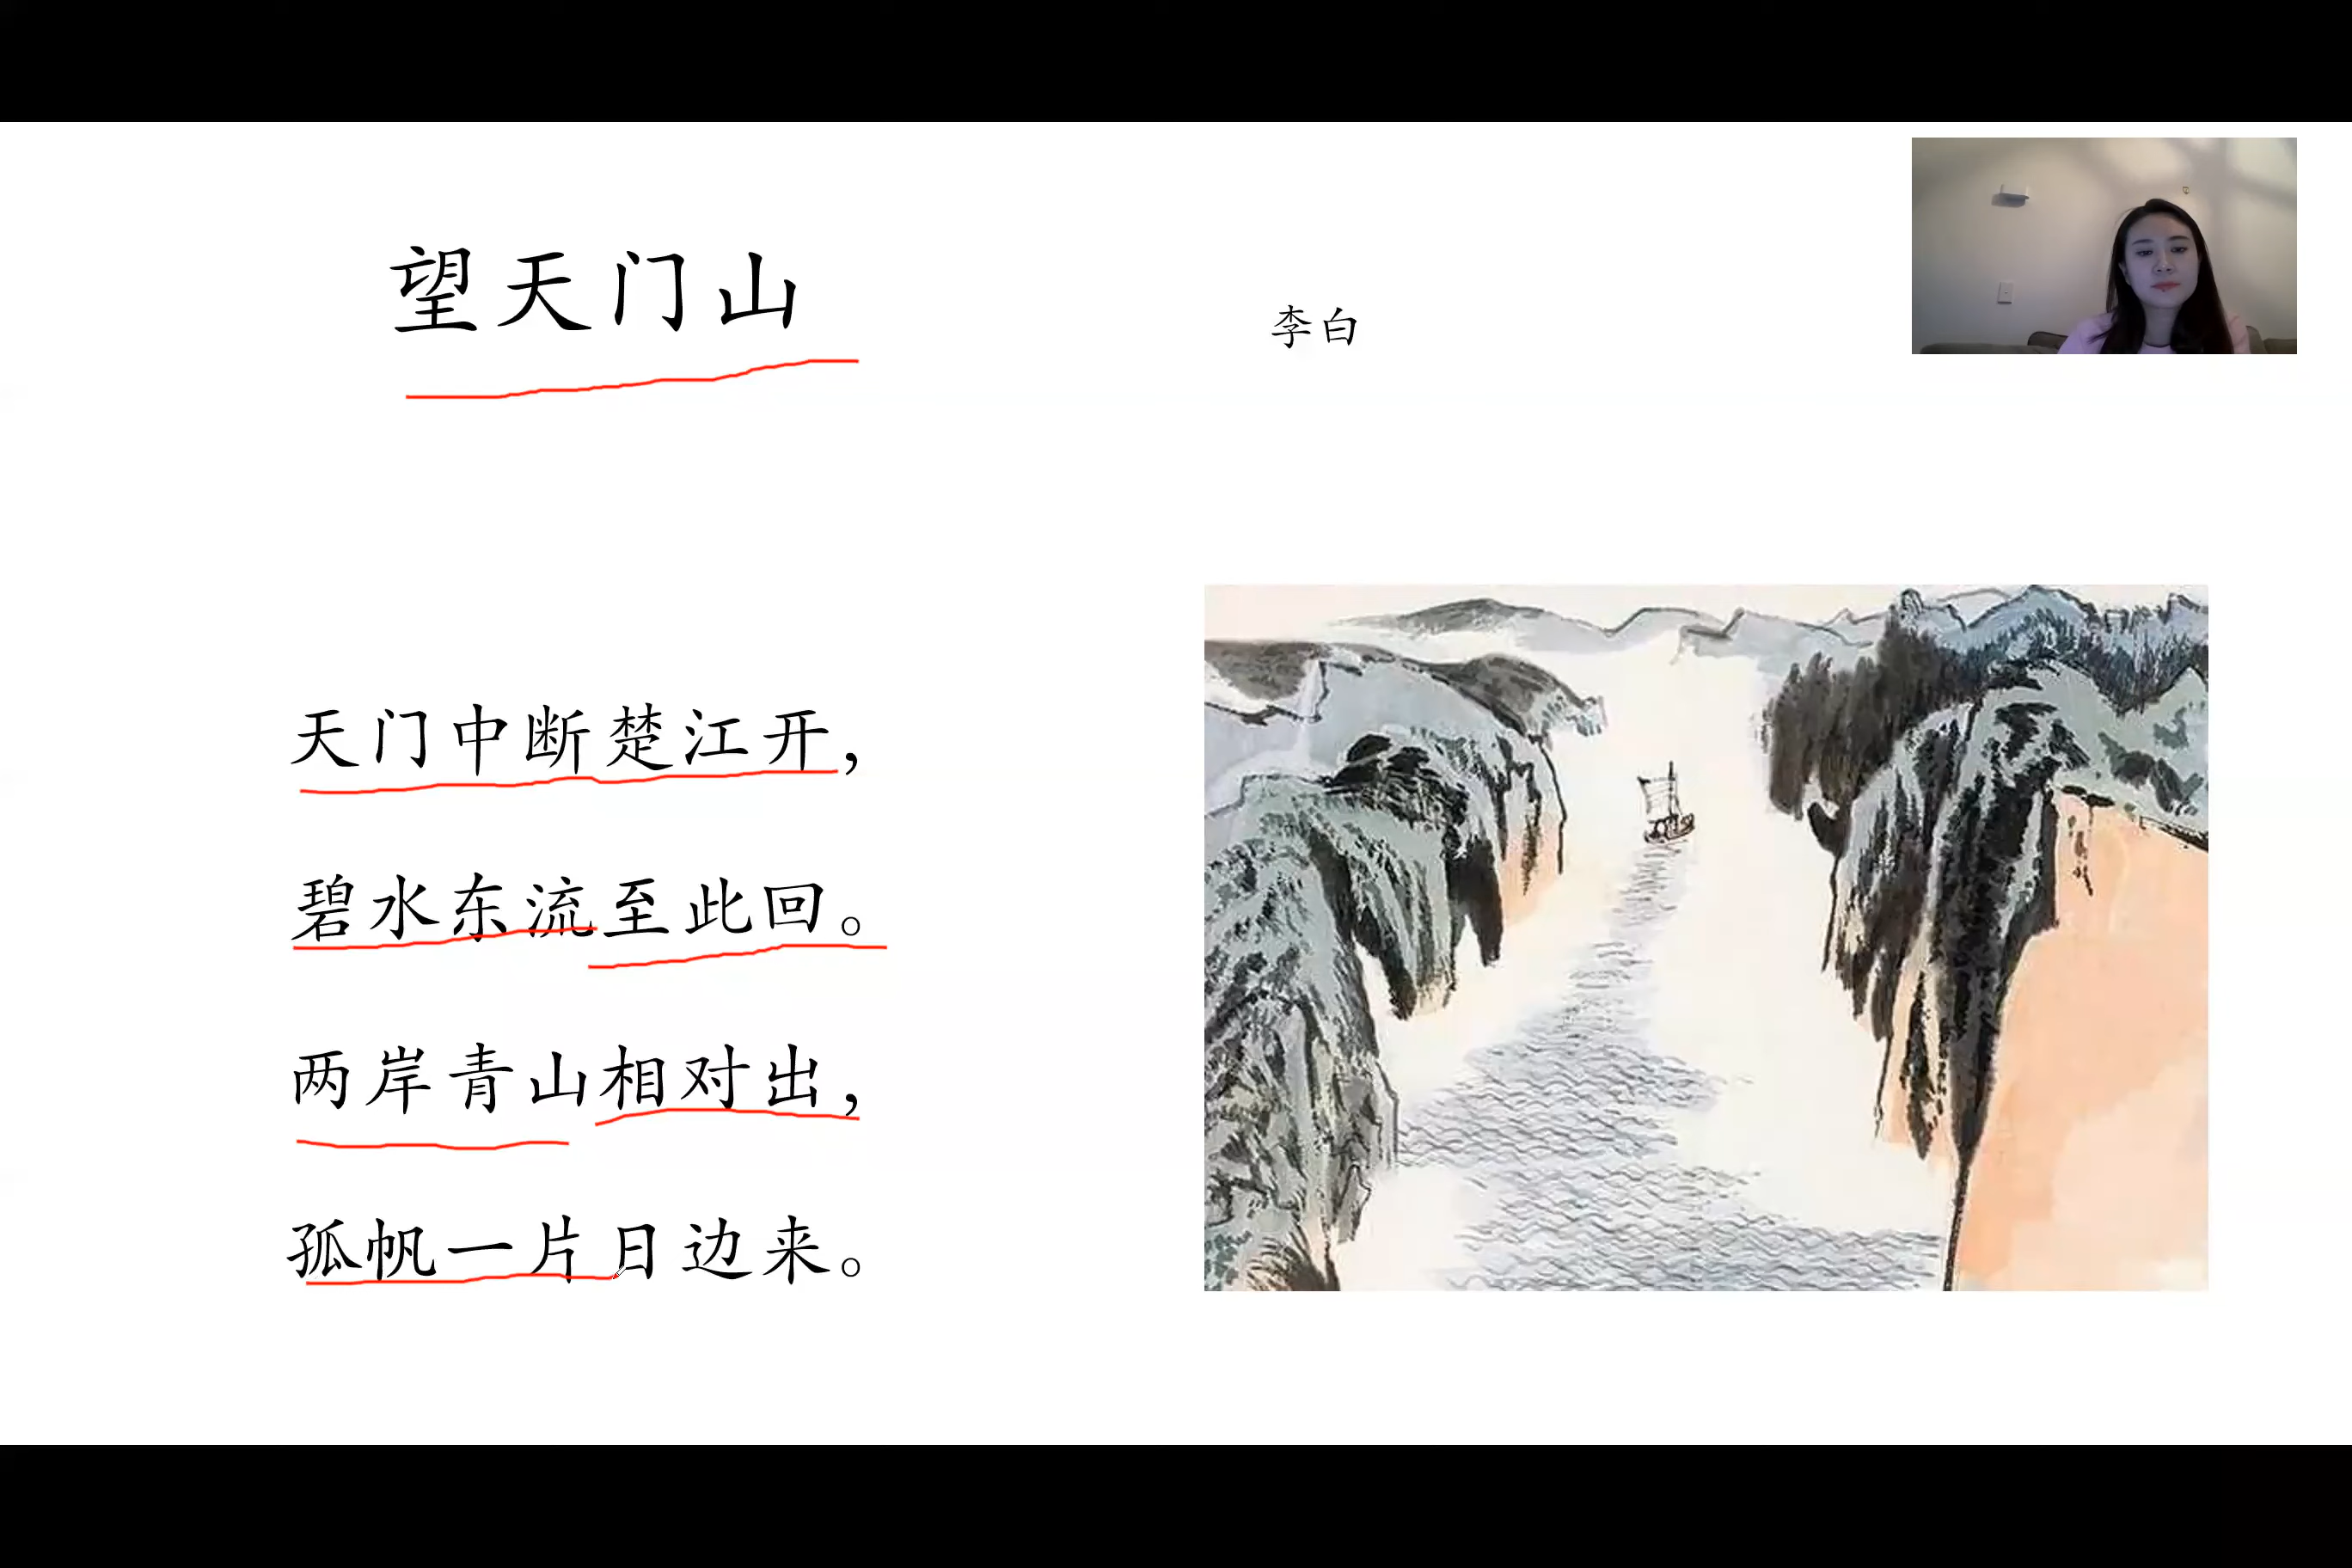 望天门山
李白
天门中断楚江开，
碧水东流至此回。
两岸青山相对出，
孤帆一片日边来。